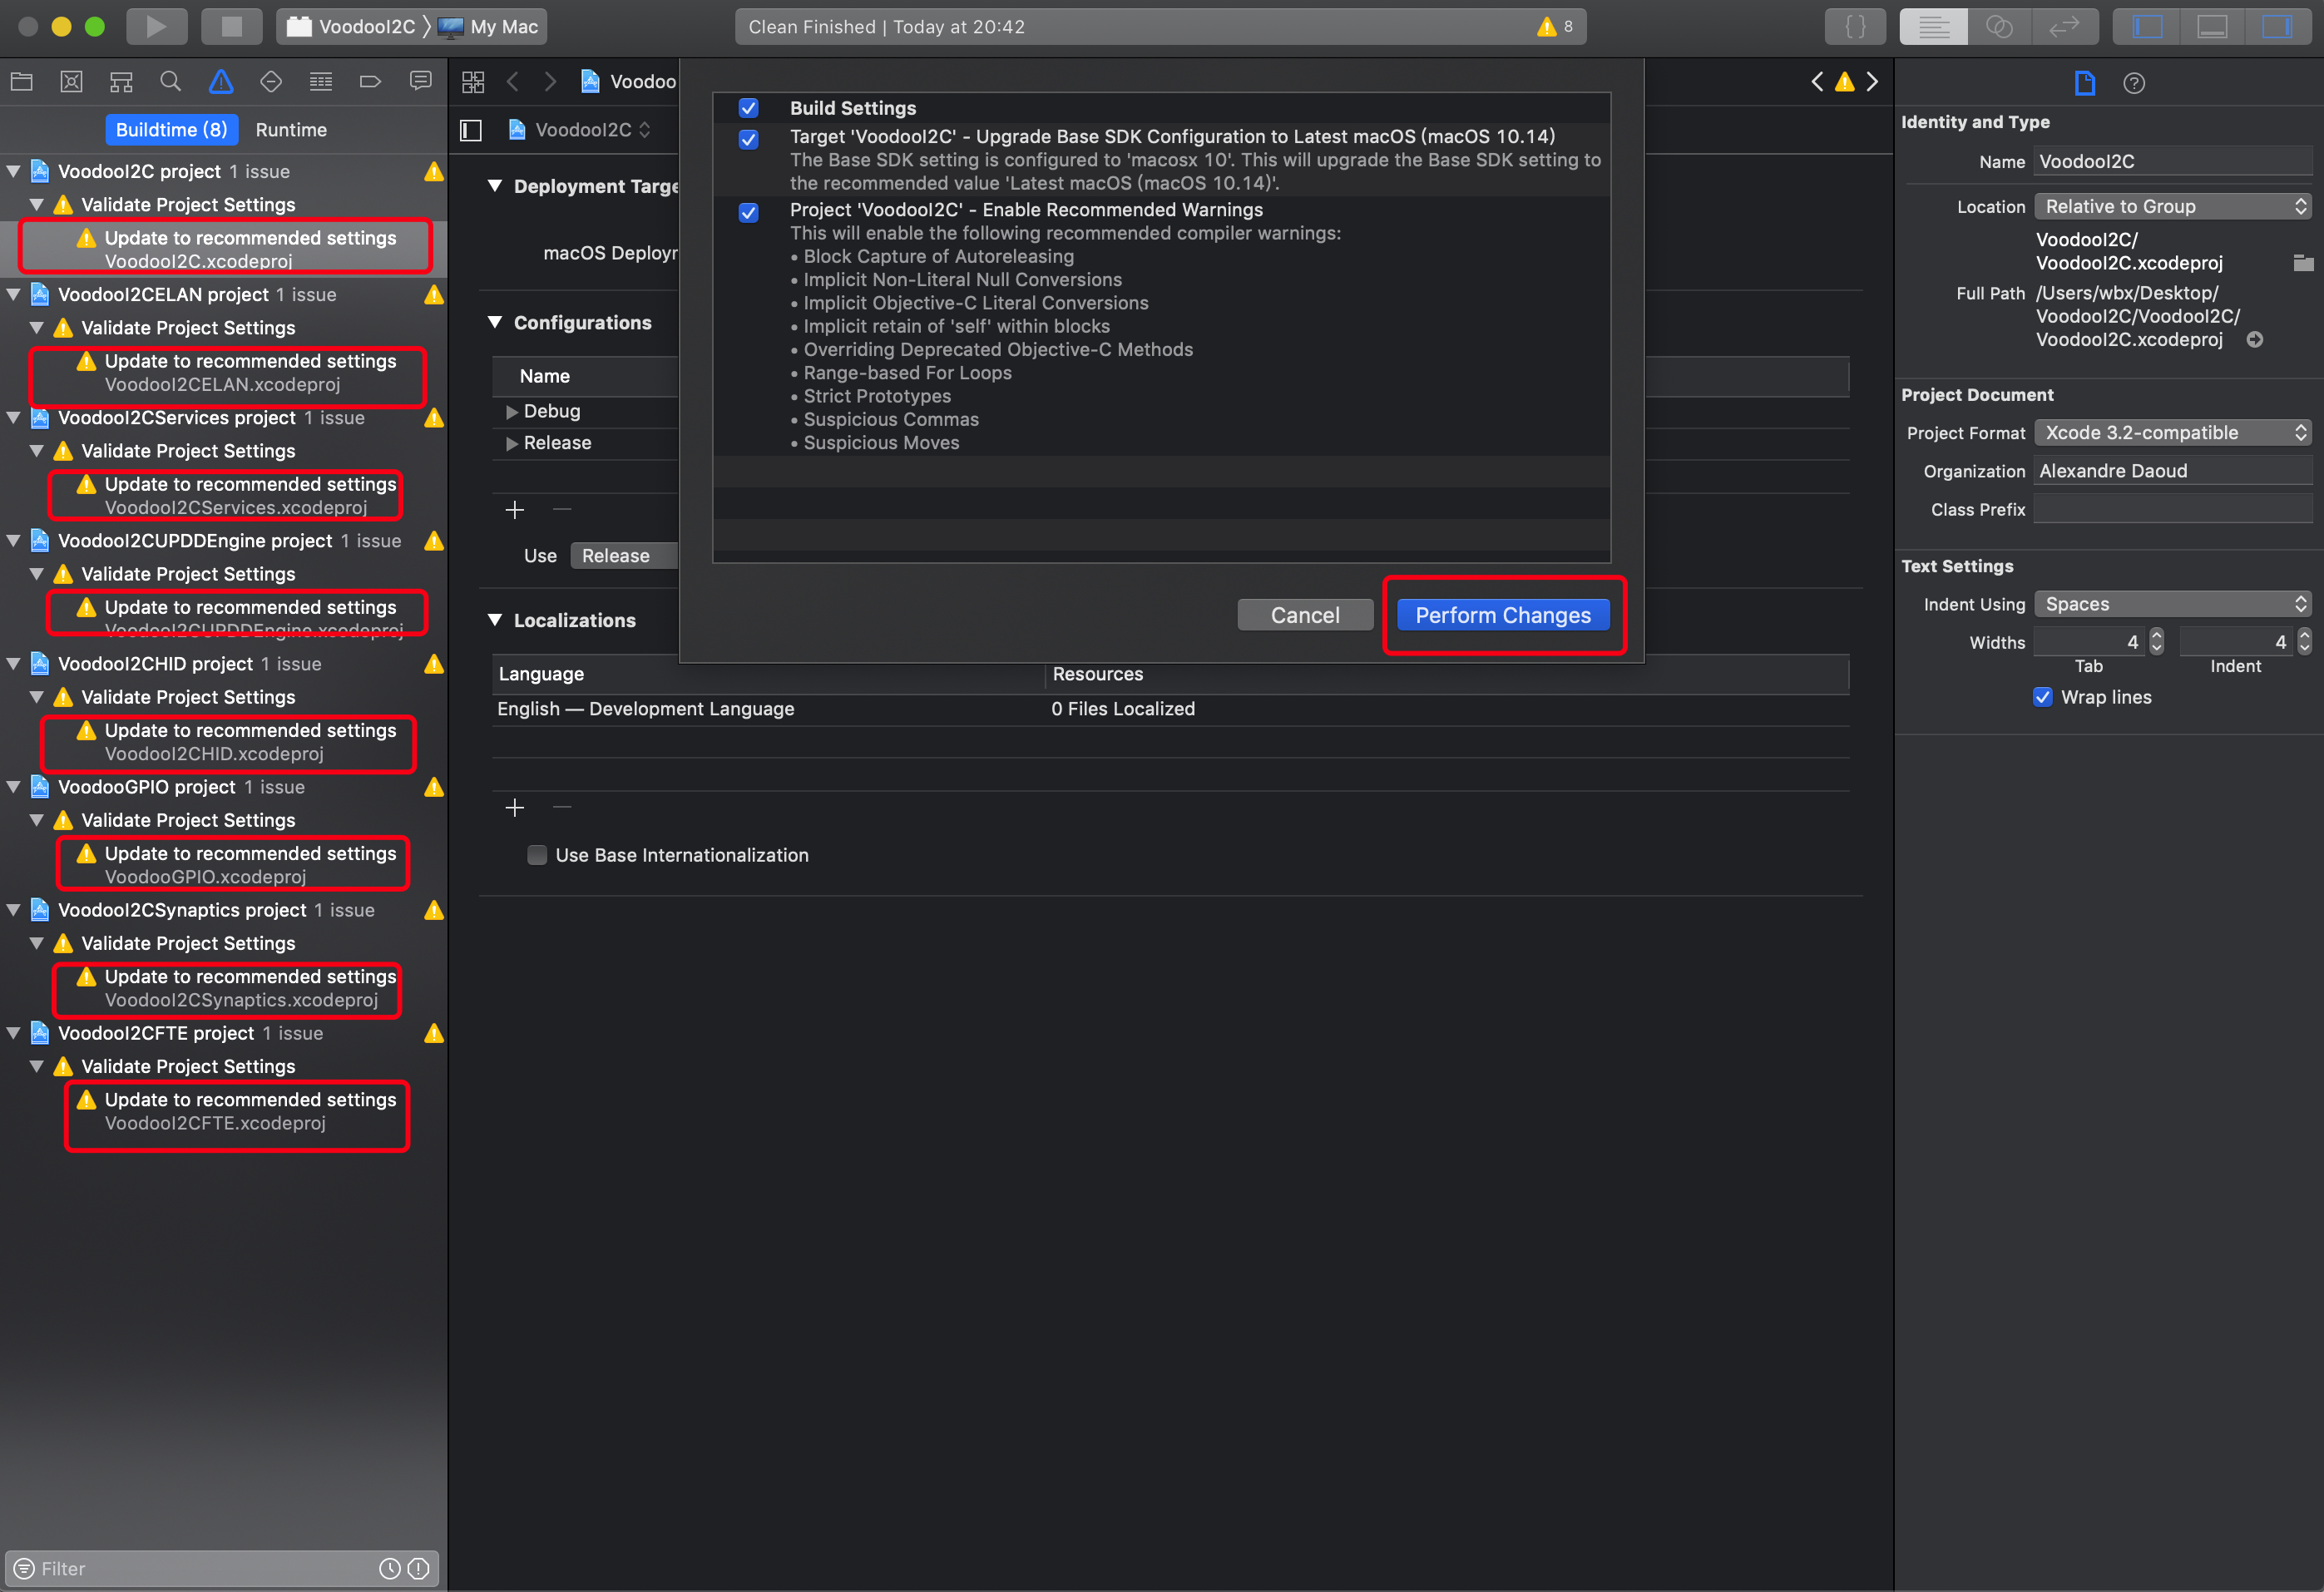 VoodooI2C
My Mac
Clean Finished | Today at 20:42
8
Buildtime (8)
Runtime
VoodooI2C project 1 issue
Validate Project Settings
Update to recommended settings
VoodooI2C.xcodeproj
VoodooI2CELAN project 1 issue
Validate Project Settings
Update to recommended settings
VoodooI2CELAN.xcodeproj
VoodooI2CServices project 1 issue
Validate Project Settings
Update to recommended settings
VoodooI2CServices.xcodeproj
VoodooI2CUPDDEngine project 1 issue
Validate Project Settings
Update to recommended settings
VoodooI2CUPDDEngine.xcodeproj
VoodooI2CHID project 1 issue
Validate Project Settings
Update to recommended settings
VoodooI2CHID.xcodeproj
VoodooGPIO project 1 issue
Validate Project Settings
Update to recommended settings
VoodooGPIO.xcodeproj
VoodooI2CSynaptics project 1 issue
Validate Project Settings
Update to recommended settings
VoodooI2CSynaptics.xcodeproj
VoodooI2CFTE project 1 issue
Validate Project Settings
Update to recommended settings
VoodooI2CFTE.xcodeproj
Filter
Voodoo
VoodooI2C
Deployment Targe
macOS Deployr
Configurations
Name
Debug
Release
Use Release
Localizations
Language Resources
English — Development Language 0 Files Localized
Use Base Internationalization
Build Settings
Target 'VoodooI2C' - Upgrade Base SDK Configuration to Latest macOS (macOS 10.14)
The Base SDK setting is configured to 'macosx 10'. This will upgrade the Base SDK setting to
the recommended value 'Latest macOS (macOS 10.14)'.
Project 'VoodooI2C' - Enable Recommended Warnings
This will enable the following recommended compiler warnings:
• Block Capture of Autoreleasing
• Implicit Non-Literal Null Conversions
• Implicit Objective-C Literal Conversions
• Implicit retain of 'self' within blocks
• Overriding Deprecated Objective-C Methods
• Range-based For Loops
• Strict Prototypes
• Suspicious Commas
• Suspicious Moves
Cancel
Perform Changes
Identity and Type
Name VoodooI2C
Location Relative to Group
VoodooI2C/
VoodooI2C.xcodeproj
Full Path /Users/wbx/Desktop/
VoodooI2C/VoodooI2C/
VoodooI2C.xcodeproj
Project Document
Project Format Xcode 3.2-compatible
Organization Alexandre Daoud
Class Prefix
Text Settings
Indent Using Spaces
Widths 4 4
Tab Indent
Wrap lines